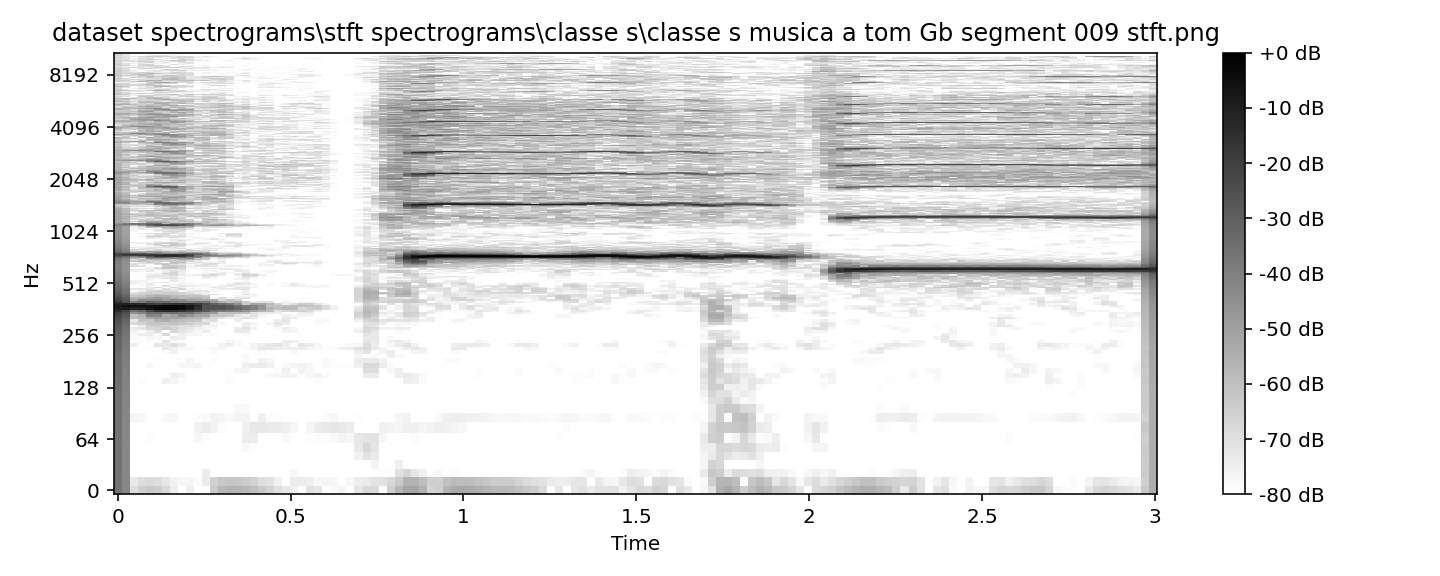 dataset spectrograms\stft spectrograms\classe s\classe s musica a tom Gb segment 009 stft.png
8192
4096
2048
1024
512
256
128
64
0
Hz
0
0.5
1
1.5
2
2.5
3
Time
+0 dB
-10 dB
-20 dB
-30 dB
-40 dB
-50 dB
-60 dB
-70 dB
-80 dB